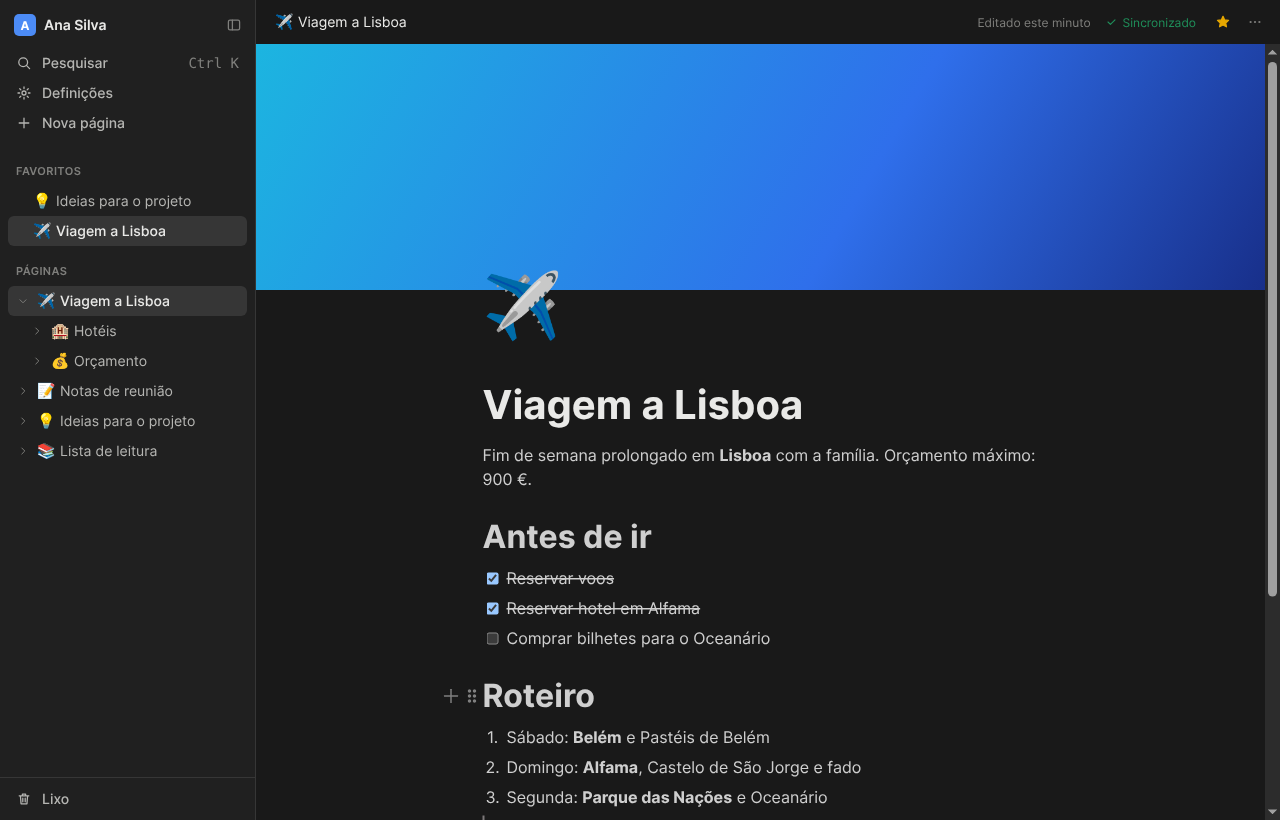 A Ana Silva
Pesquisar Ctrl K
Definições
Nova página
FAVORITOS
Ideias para o projeto
Viagem a Lisboa
PÁGINAS
Viagem a Lisboa
Hotéis
Orçamento
Notas de reunião
Ideias para o projeto
Lista de leitura
Lixo
Viagem a Lisboa
Editado este minuto
Sincronizado
Viagem a Lisboa
Fim de semana prolongado em Lisboa com a família. Orçamento máximo:
900 €.
Antes de ir
Reservar voos
Reservar hotel em Alfama
Comprar bilhetes para o Oceanário
Roteiro
1. Sábado: Belém e Pastéis de Belém
2. Domingo: Alfama, Castelo de São Jorge e fado
3. Segunda: Parque das Nações e Oceanário